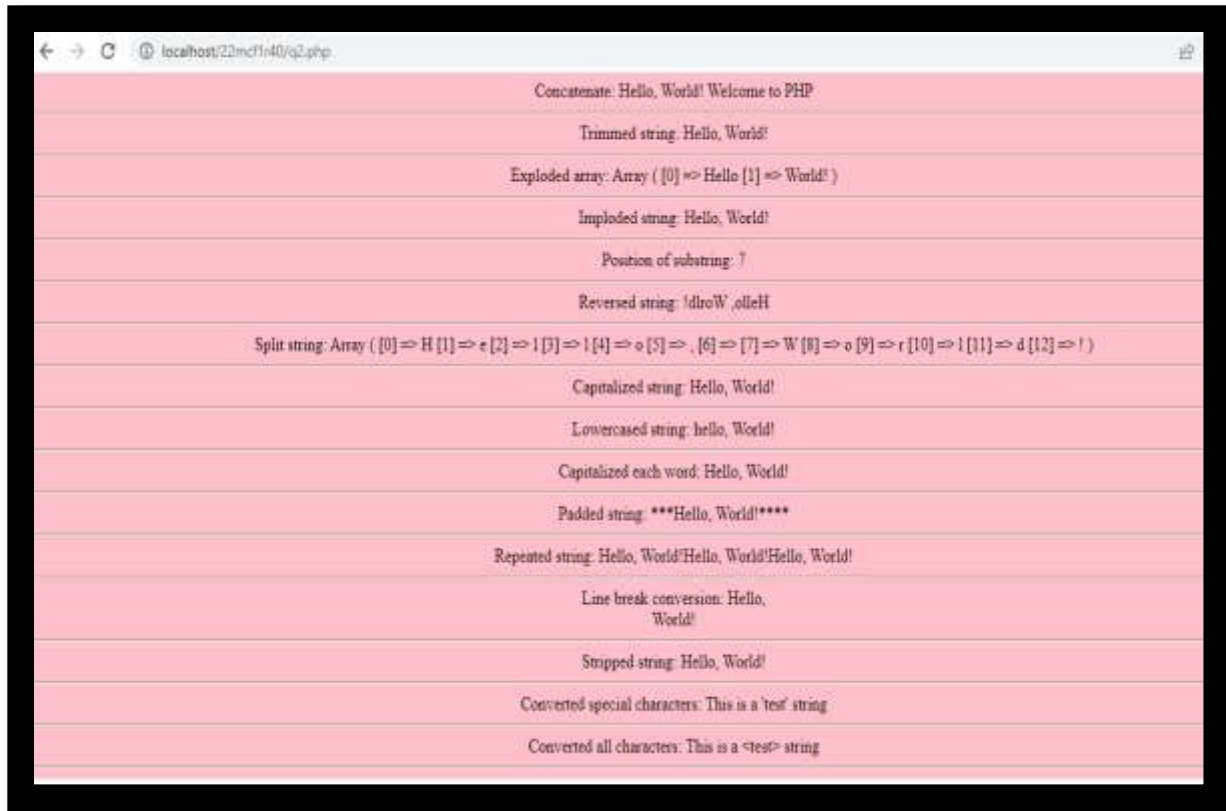 localhost/22mcf1r40/q2.php
Concatenate: Hello, World! Welcome to PHP
Trimmed string: Hello, World!
Exploded array: Array ( [0] => Hello [1] => World! )
Imploded string: Hello, World!
Position of substring: 7
Reversed string: !dlroW ,olleH
Split string: Array ( [0] => H [1] => e [2] => l [3] => l [4] => o [5] => , [6] => [7] => W [8] => o [9] => r [10] => l [11] => d [12] => ! )
Capitalized string: Hello, World!
Lowercased string: hello, World!
Capitalized each word: Hello, World!
Padded string: ***Hello, World!****
Repeated string: Hello, World!Hello, World!Hello, World!
Line break conversion: Hello,
World!
Stripped string: Hello, World!
Converted special characters: This is a 'test' string
Converted all characters: This is a <test> string